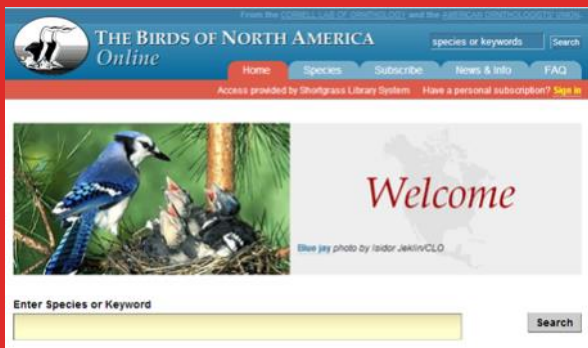 From the CORNELL LAB OF ORNITHOLOGY and the AMERICAN ORNITHOLOGISTS' UNION.
THE BIRDS OF NORTH AMERICA
Online
species or keywords
Search
Home
Species
Subscribe
News & Info
FAQ
Access provided by Shortgrass Library System
Have a personal subscription? Sign in
Welcome
Blue jay photo by Isidor Jeklin/CLO
Enter Species or Keyword
Search